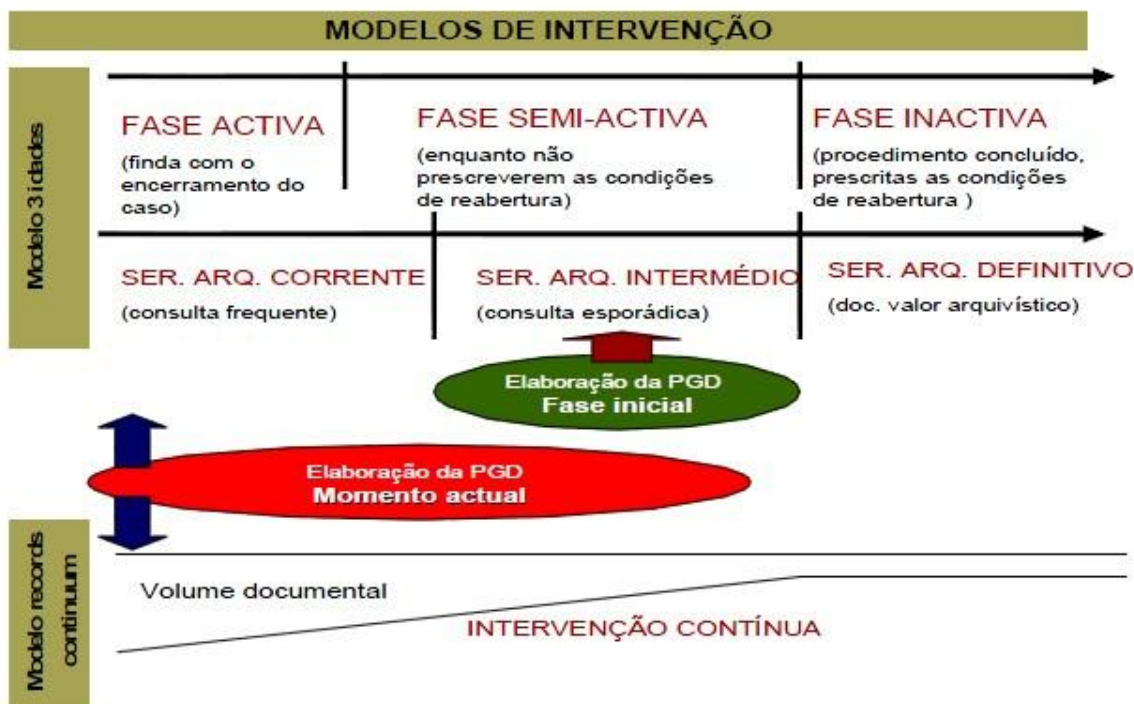 MODELOS DE INTERVENÇÃO
Modelo 3 idades
FASE ACTIVA
(finda com o
encerramento do
caso)
FASE SEMI-ACTIVA
(enquanto não
prescreverem as condições
de reabertura)
FASE INACTIVA
(procedimento concluído,
prescritas as condições
de reabertura )
SER. ARQ. CORRENTE
(consulta frequente)
SER. ARQ. INTERMÉDIO
(consulta esporádica)
SER. ARQ. DEFINITIVO
(doc. valor arquivístico)
Elaboração da PGD
Fase inicial
Elaboração da PGD
Momento actual
Modelo records
continuum
Volume documental
INTERVENÇÃO CONTÍNUA